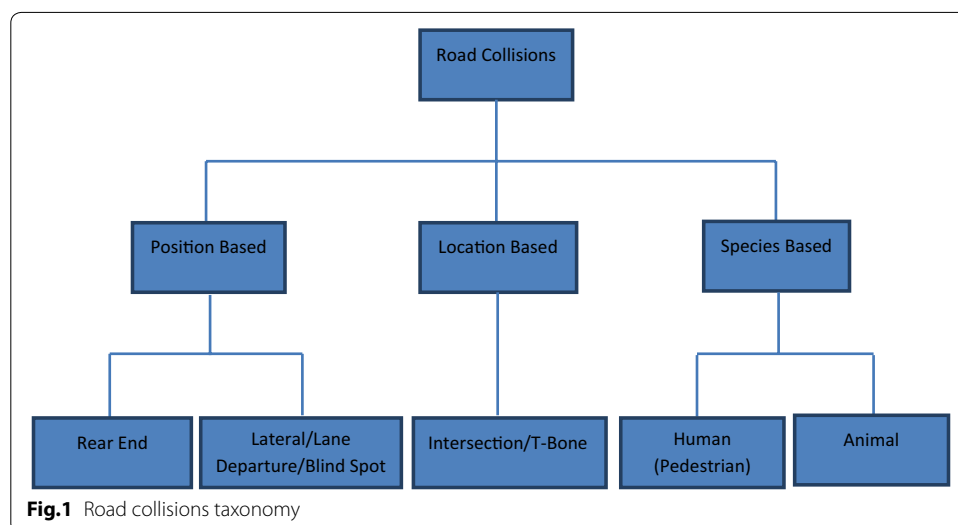 Road Collisions
Position Based
Location Based
Species Based
Rear End
Lateral/Lane
Departure/Blind Spot
Intersection/T-Bone
Human
(Pedestrian)
Animal
Fig.1 Road collisions taxonomy